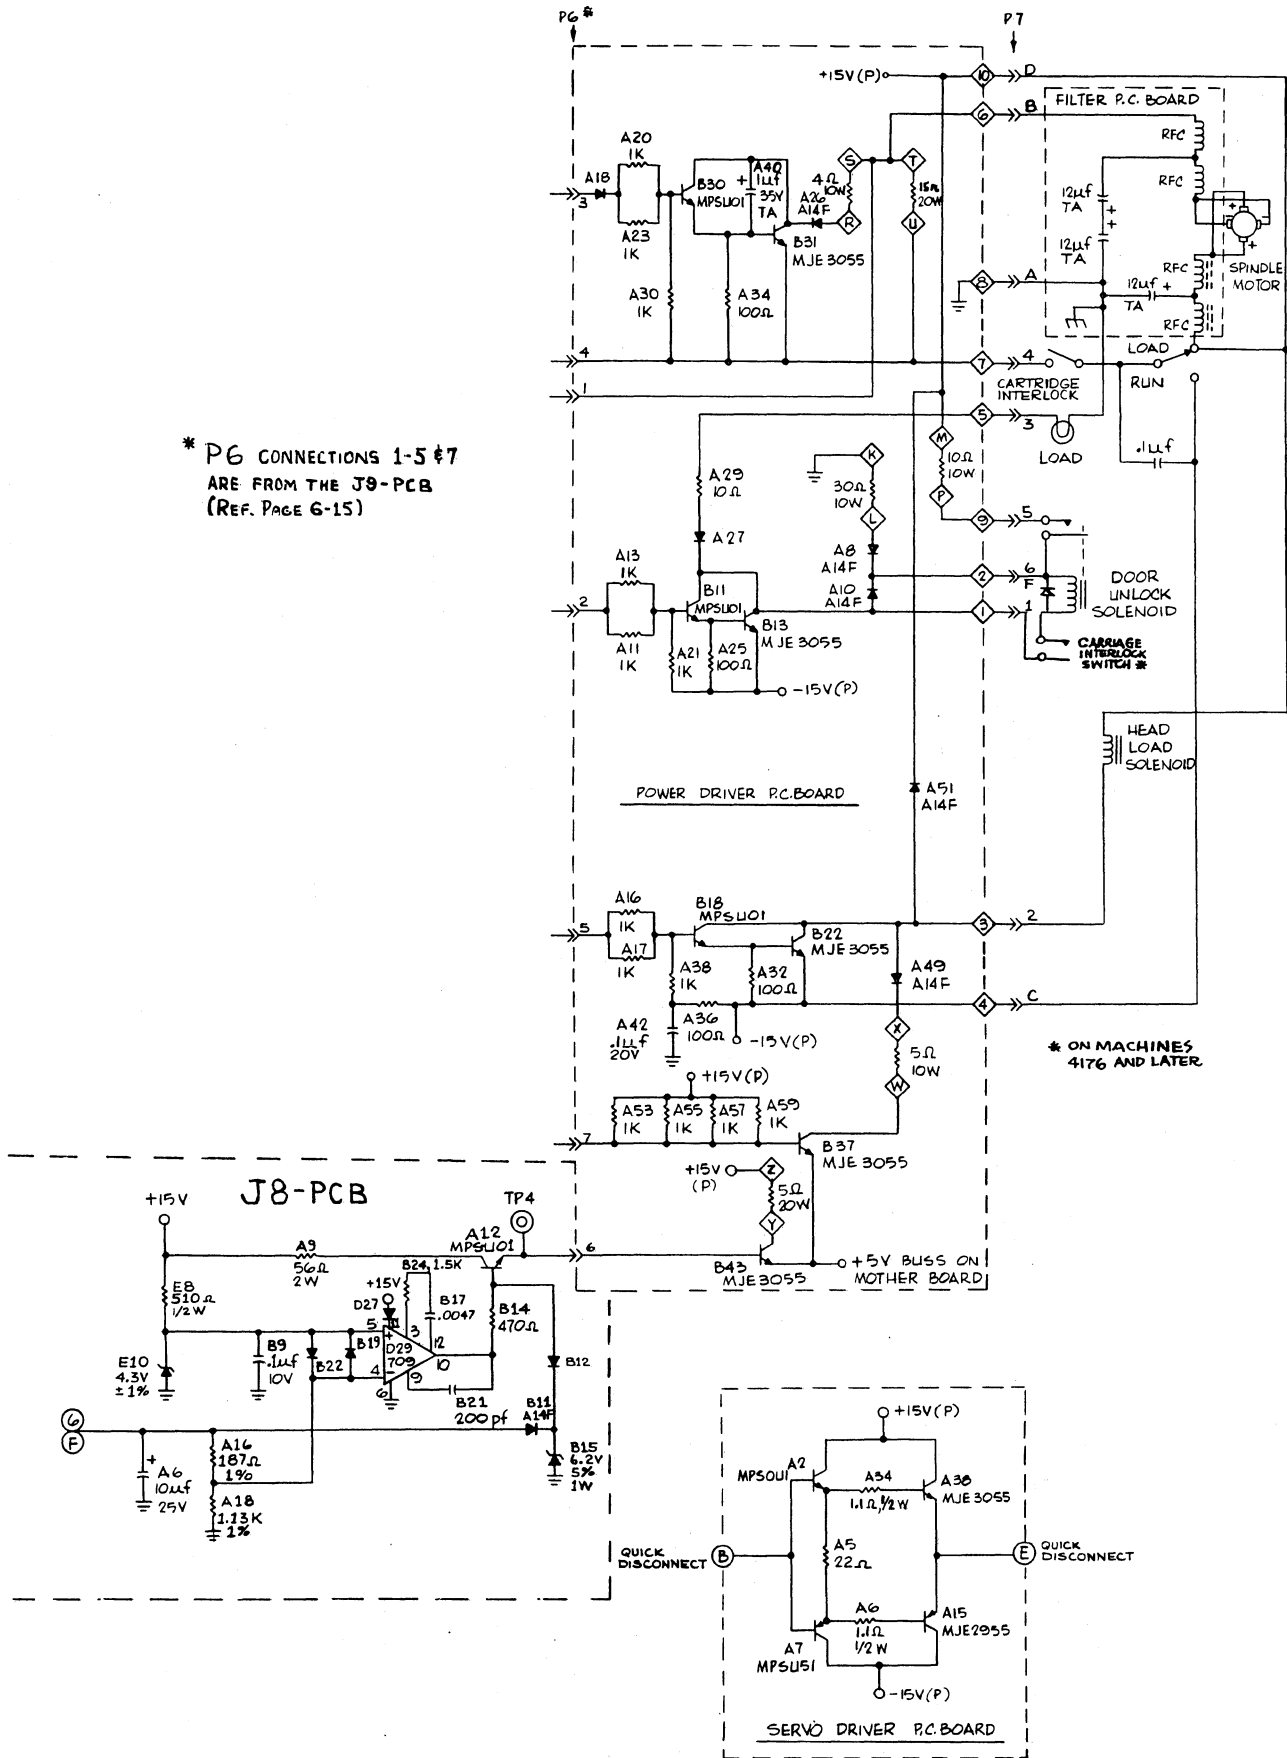 P6 *
P7
+15V(P)
10
D
6
B
FILTER P.C. BOARD
RFC
RFC
12µf
TA
12µf
TA
+
+
+
+
SPINDLE
MOTOR
RFC
12µf +
TA
RFC
8
A
A18
3
A20
1K
A23
1K
B30
MPSU01
+
A40
1µf
35V
TA
A26
A14F
4Ω
10W
S
R
T
15Ω
20W
U
B31
MJE 3055
A30
1K
A34
100Ω
4
7
4
CARTRIDGE
INTERLOCK
LOAD
RUN
1
5
3
LOAD
.1µf
* P6 CONNECTIONS 1-5 & 7
ARE FROM THE J9-PCB
(REF. PAGE 6-15)
A29
10Ω
A27
K
30Ω
10W
L
M
10Ω
10W
P
9
5
A8
A14F
A10
A14F
2
6
F
1
1
DOOR
UNLOCK
SOLENOID
CARRIAGE
INTERLOCK
SWITCH *
2
A13
1K
A11
1K
B11
MPSU01
B13
MJE 3055
A21
1K
A25
100Ω
-15V(P)
HEAD
LOAD
SOLENOID
POWER DRIVER P.C. BOARD
A51
A14F
5
A16
1K
A17
1K
B18
MPSU01
B22
MJE 3055
A38
1K
A32
100Ω
A49
A14F
3
2
4
C
A42
.1µf
20V
A36
100Ω
-15V(P)
X
5Ω
10W
W
* ON MACHINES
4176 AND LATER
+15V(P)
A53
1K
A55
1K
A57
1K
A59
1K
7
B37
MJE 3055
+15V
(P)
Z
5Ω
20W
Y
6
B43
MJE3055
+5V BUSS ON
MOTHER BOARD
J8-PCB
+15V
TP4
A12
MPSU01
A9
56Ω
2W
E8
510Ω
1/2W
B24, 1.5K
+15V
D27
B17
.0047
B14
470Ω
E10
4.3V
±1%
B9
.1µf
10V
B22
B19
5
+
D29
709
4
-
3
12
10
9
6
B21
200 pf
B12
B11
A14F
B15
6.2V
5%
1W
6
F
+
A6
10µf
25V
A16
187Ω
1%
A18
1.13K
1%
+15V(P)
A2
MPSOU1
A34
1.1Ω,1/2W
A38
MJE3055
QUICK
DISCONNECT
B
A5
22Ω
E
QUICK
DISCONNECT
A6
1.1Ω
1/2 W
A15
MJE2955
A7
MPSU51
-15V(P)
SERVO DRIVER P.C. BOARD